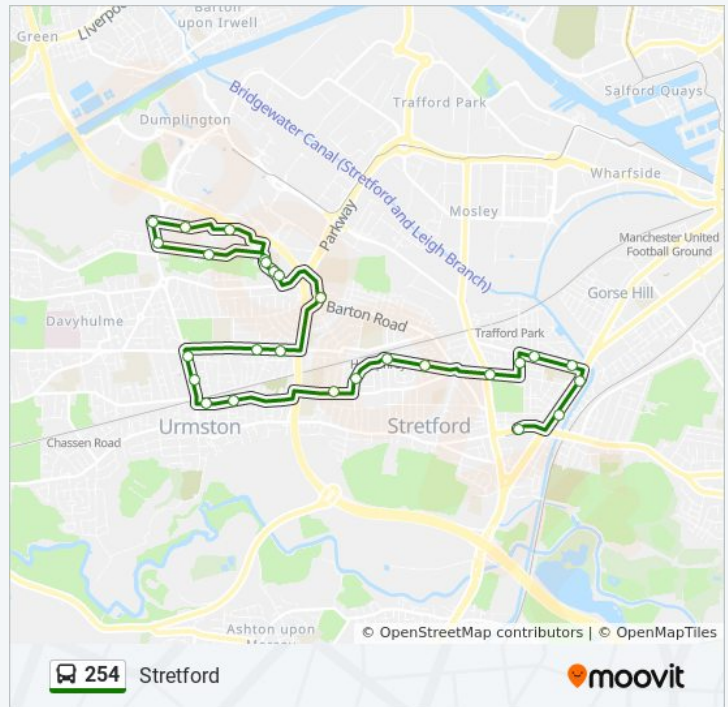 Barton
upon Irwell
Green
Liverpoo
Dumplington
Trafford Park
Salford Quays
Bridgewater Canal (Stretford and Leigh Branch)
Wharfside
Mosley
Parkway
Manchester United
Football Ground
Gorse Hill
Davyhulme
Barton Road
Trafford Park
Urmston
Stretford
Chassen Road
Ashton upon
© OpenStreetMap contributors | © OpenMapTiles
254 Stretford
moovit